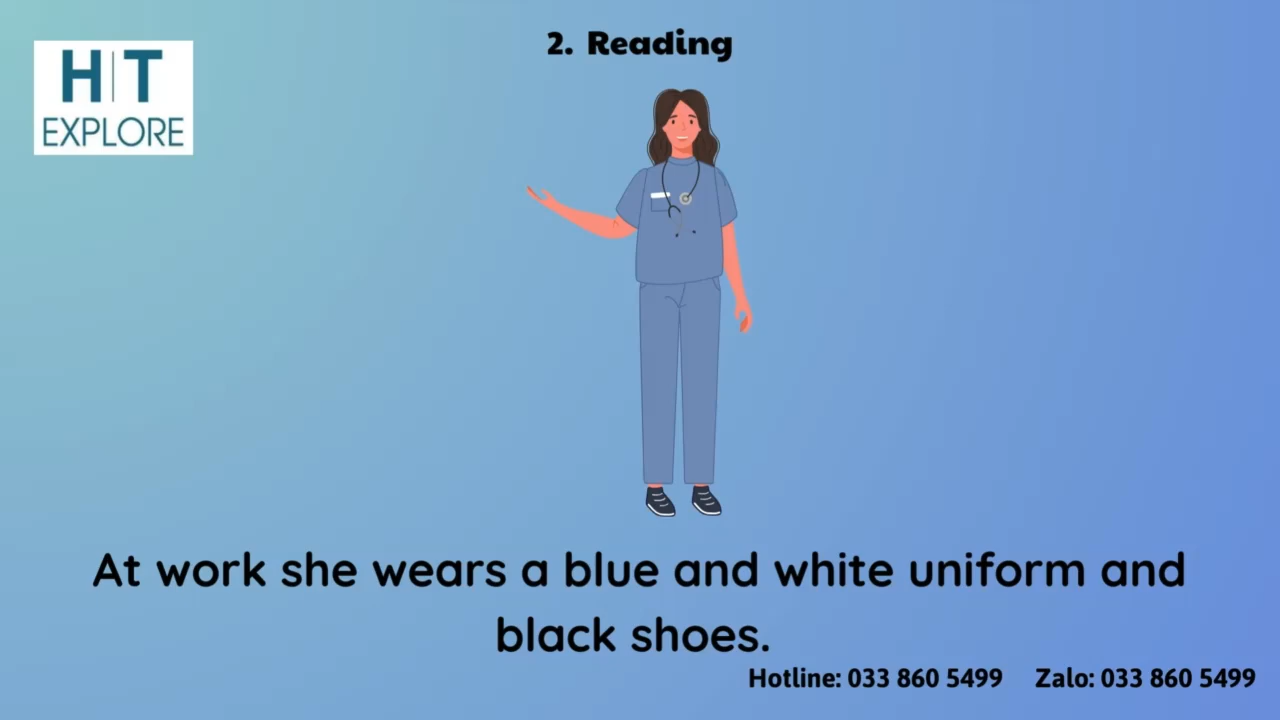 2. Reading
H|T
EXPLORE
At work she wears a blue and white uniform and
black shoes.
Hotline: 033 860 5499 Zalo: 033 860 5499